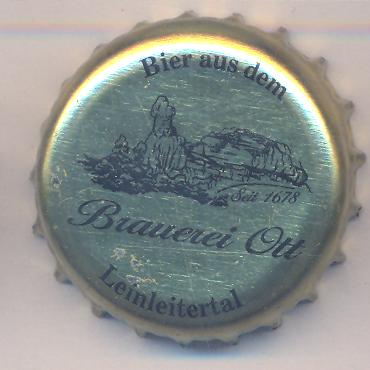 Bier aus dem
Seit 1678
Brauerei Ott
Leinleitertal